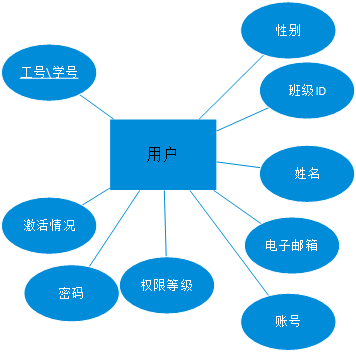 性别
工号\学号
班级ID
用户
姓名
激活情况
电子邮箱
权限等级
密码
账号